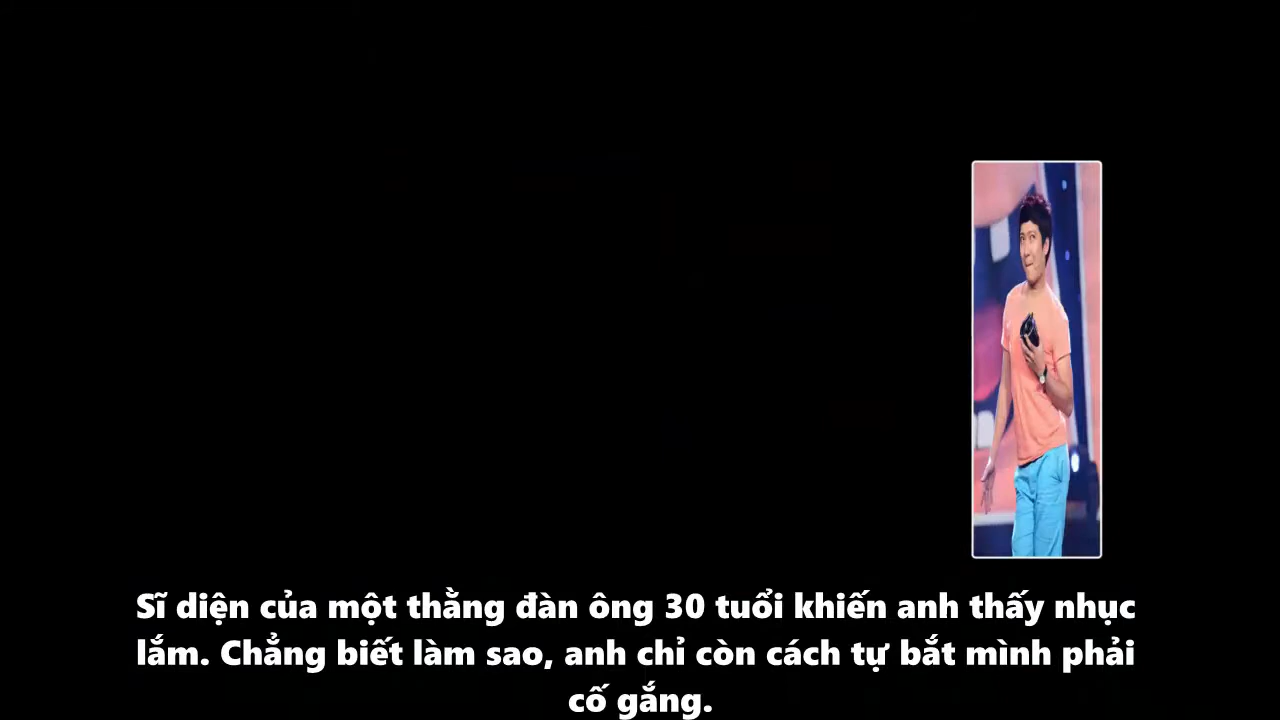 Sĩ diện của một thằng đàn ông 30 tuổi khiến anh thấy nhục
lắm. Chẳng biết làm sao, anh chỉ còn cách tự bắt mình phải
cố gắng.